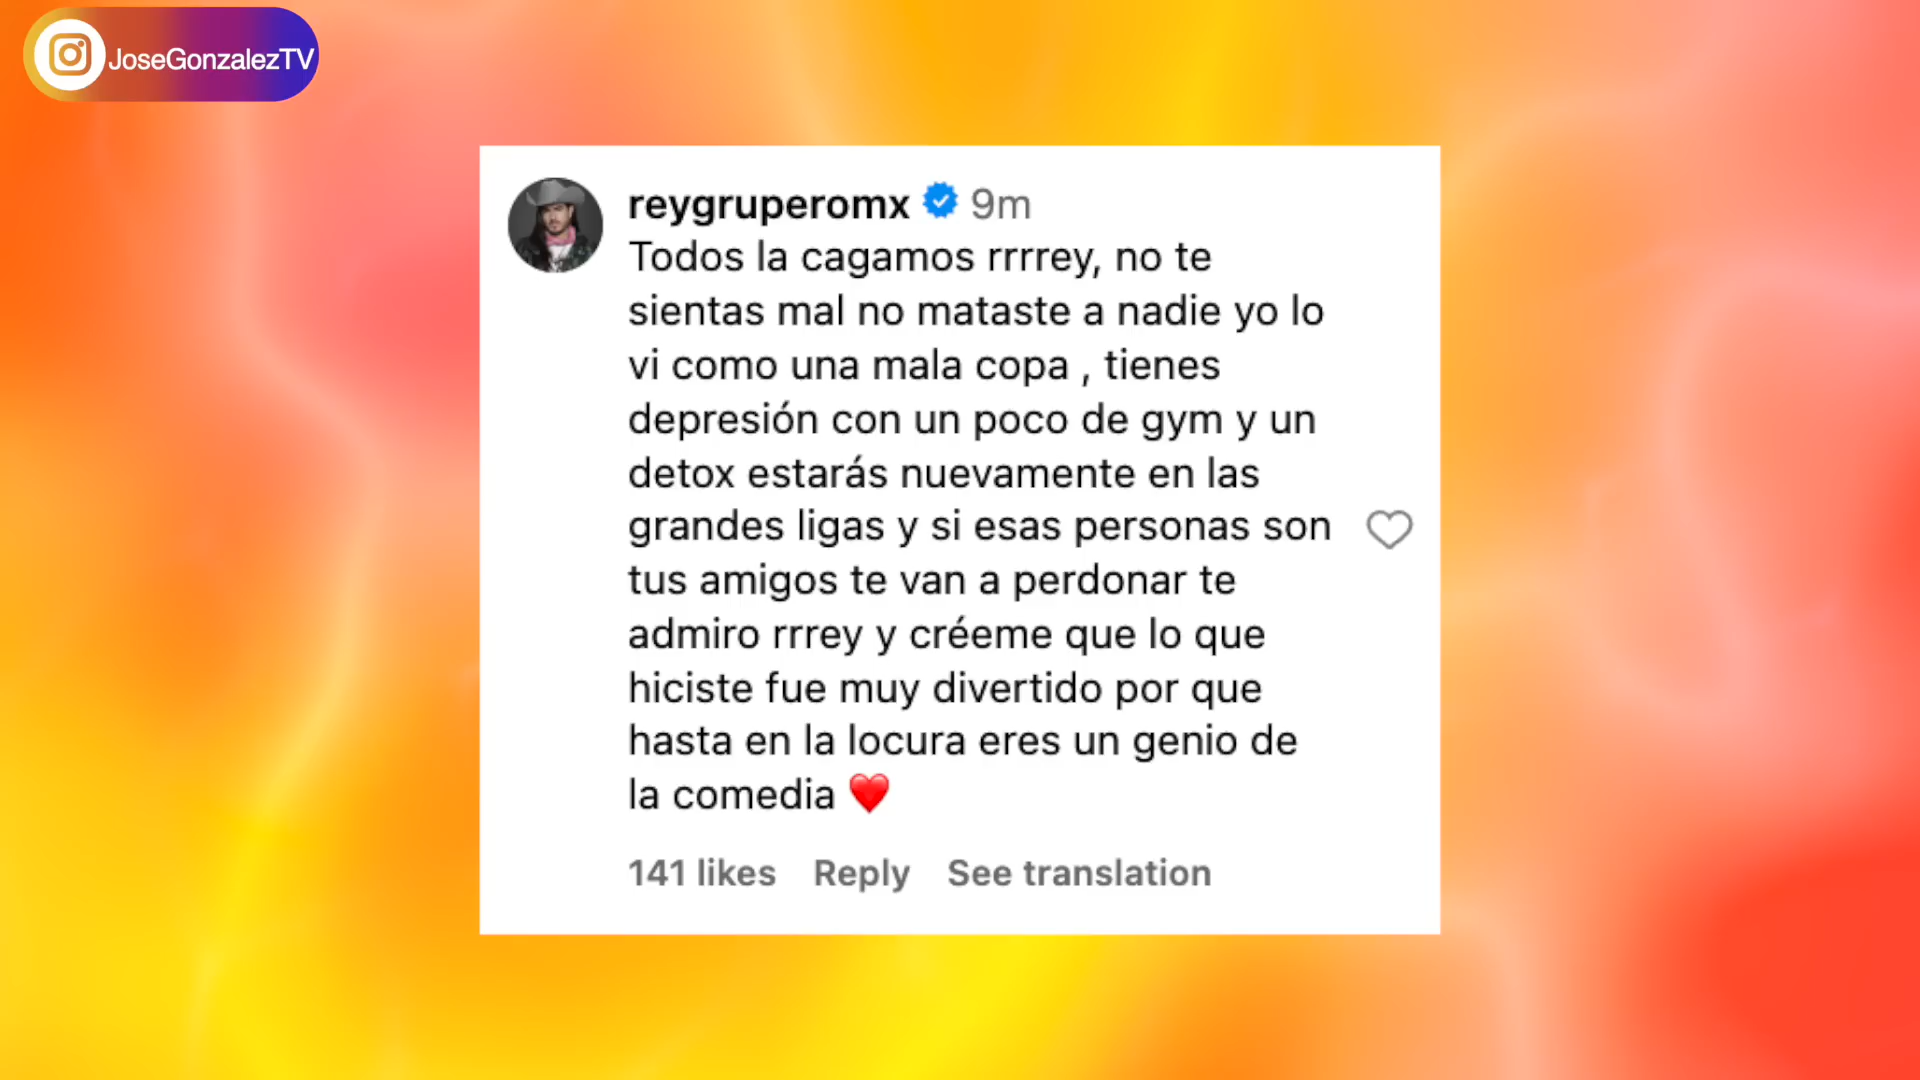 JoseGonzalezTV
reygruperomx 9m
Todos la cagamos rrrrey, no te
sientas mal no mataste a nadie yo lo
vi como una mala copa , tienes
depresión con un poco de gym y un
detox estarás nuevamente en las
grandes ligas y si esas personas son
tus amigos te van a perdonar te
admiro rrrey y créeme que lo que
hiciste fue muy divertido por que
hasta en la locura eres un genio de
la comedia ❤️
141 likes Reply See translation